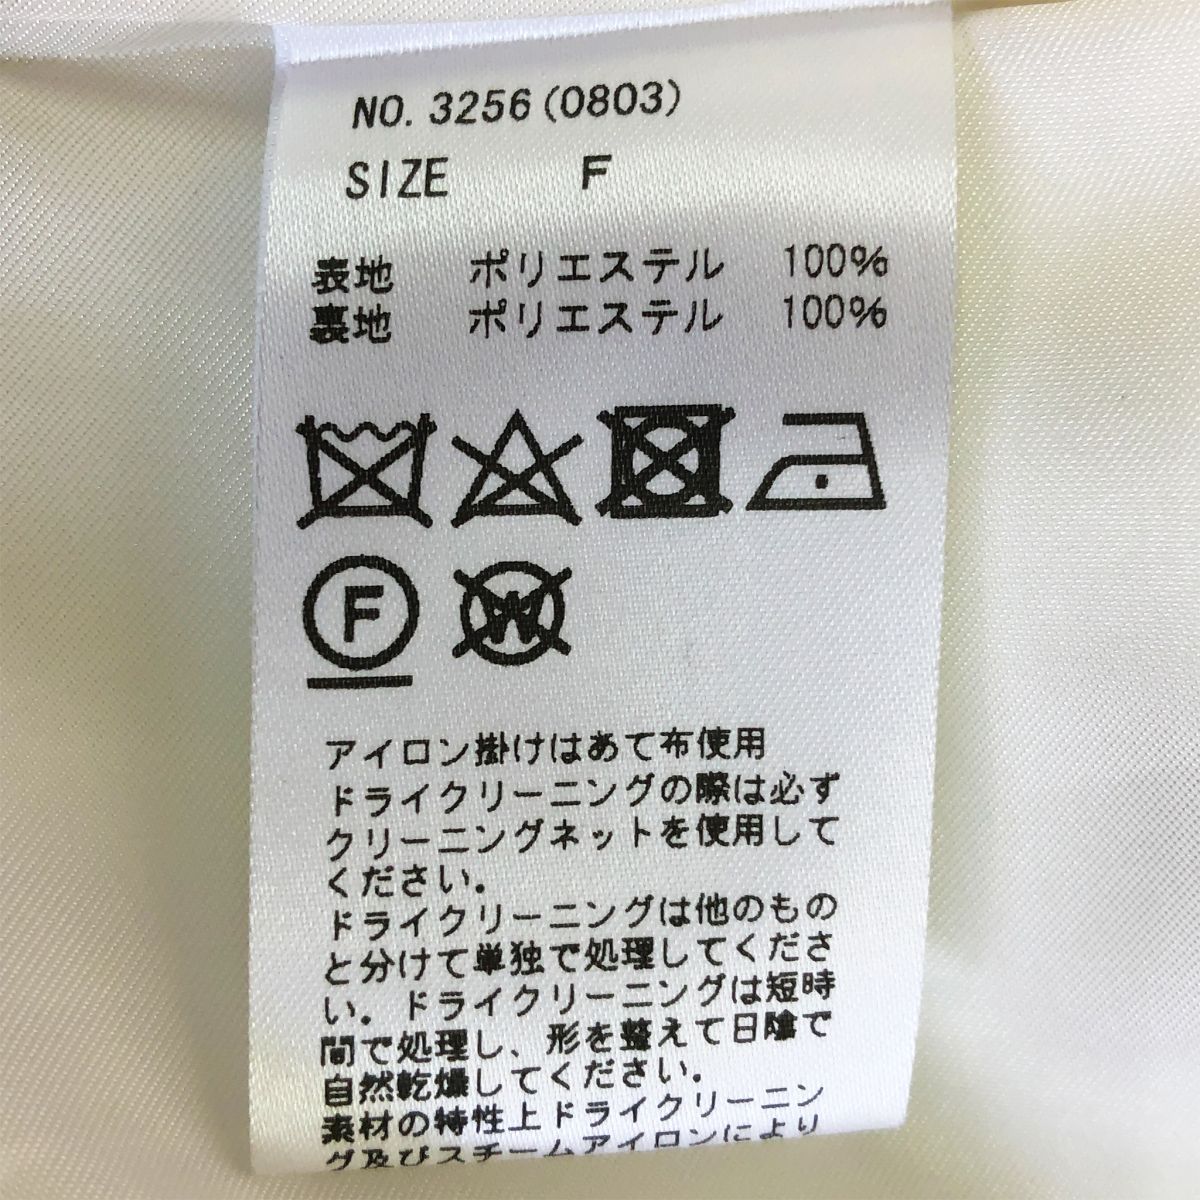 NO. 3256(0803)
SIZE F
表地 ポリエステル 100%
裏地 ポリエステル 100%
F
W
アイロン掛けはあて布使用
ドライクリーニングの際は必ず
クリーニングネットを使用して
ください。
ドライクリーニングは他のもの
と分けて単独で処理してくださ
い。ドライクリーニングは短時
間で処理し、形を整えて日陰で
自然乾燥してください。
素材の特性上ドライクリーニン
グ及びスチームアイロンにより